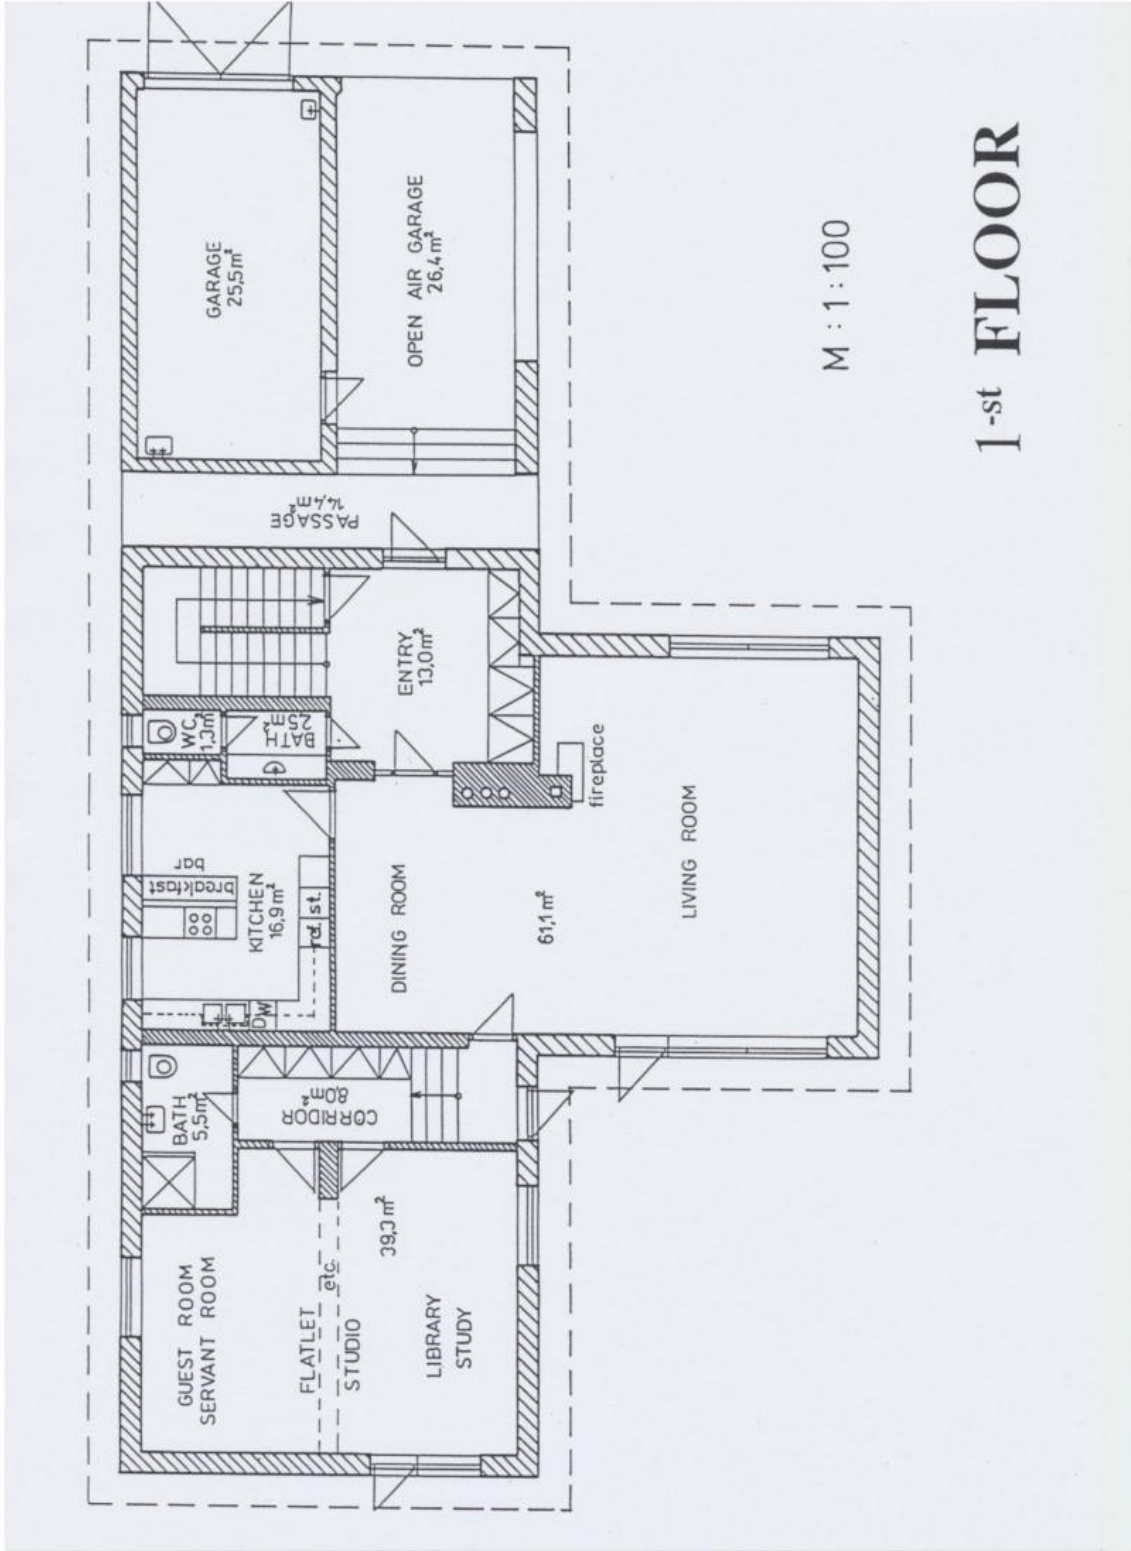 GARAGE
25,5m²
OPEN AIR GARAGE
26,4m²
PASSAGE
14,4m²
ENTRY
13,0m²
WC
1,3m²
BATH
2,5m²
fireplace
KITCHEN
16,9m²
breakfast
bar
rd. st.
DW
DINING ROOM
61,1m²
LIVING ROOM
BATH
5,5m²
CORRIDOR
8,0m²
GUEST ROOM
SERVANT ROOM
FLATLET etc.
STUDIO
39,3m²
LIBRARY
STUDY
M : 1 : 100
1-st FLOOR